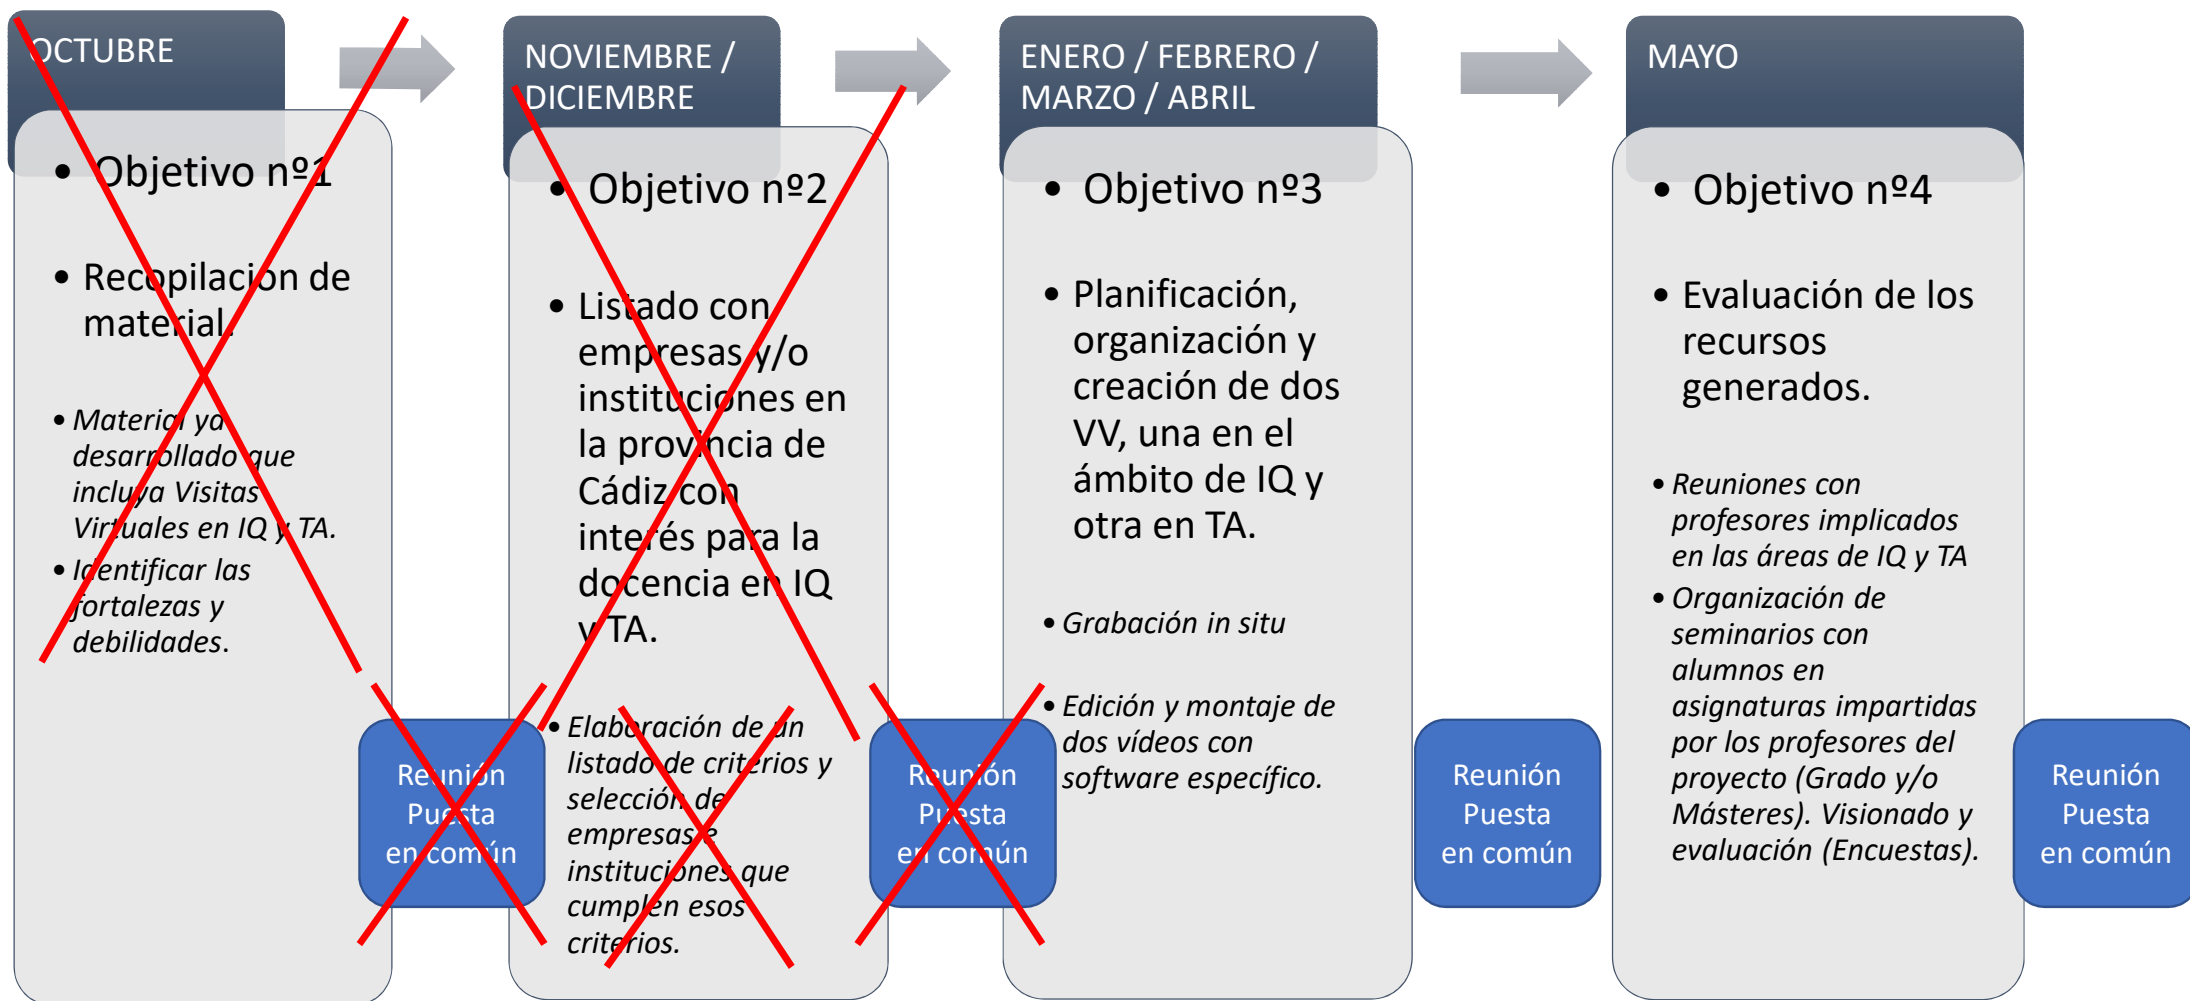 OCTUBRE
• Objetivo nº1
• Recopilación de
material.
• Material ya
desarrollado que
incluya Visitas
Virtuales en IQ y TA.
• Identificar las
fortalezas y
debilidades.
Reunión
Puesta
en común
NOVIEMBRE /
DICIEMBRE
• Objetivo nº2
• Listado con
empresas y/o
instituciones en
la provincia de
Cádiz con
interés para la
docencia en IQ
y TA.
• Elaboración de un
listado de criterios y
selección de
empresas e
instituciones que
cumplen esos
criterios.
Reunión
Puesta
en común
ENERO / FEBRERO /
MARZO / ABRIL
• Objetivo nº3
• Planificación,
organización y
creación de dos
VV, una en el
ámbito de IQ y
otra en TA.
• Grabación in situ
• Edición y montaje de
dos vídeos con
software específico.
Reunión
Puesta
en común
MAYO
• Objetivo nº4
• Evaluación de los
recursos
generados.
• Reuniones con
profesores implicados
en las áreas de IQ y TA
• Organización de
seminarios con
alumnos en
asignaturas impartidas
por los profesores del
proyecto (Grado y/o
Másteres). Visionado y
evaluación (Encuestas).
Reunión
Puesta
en común